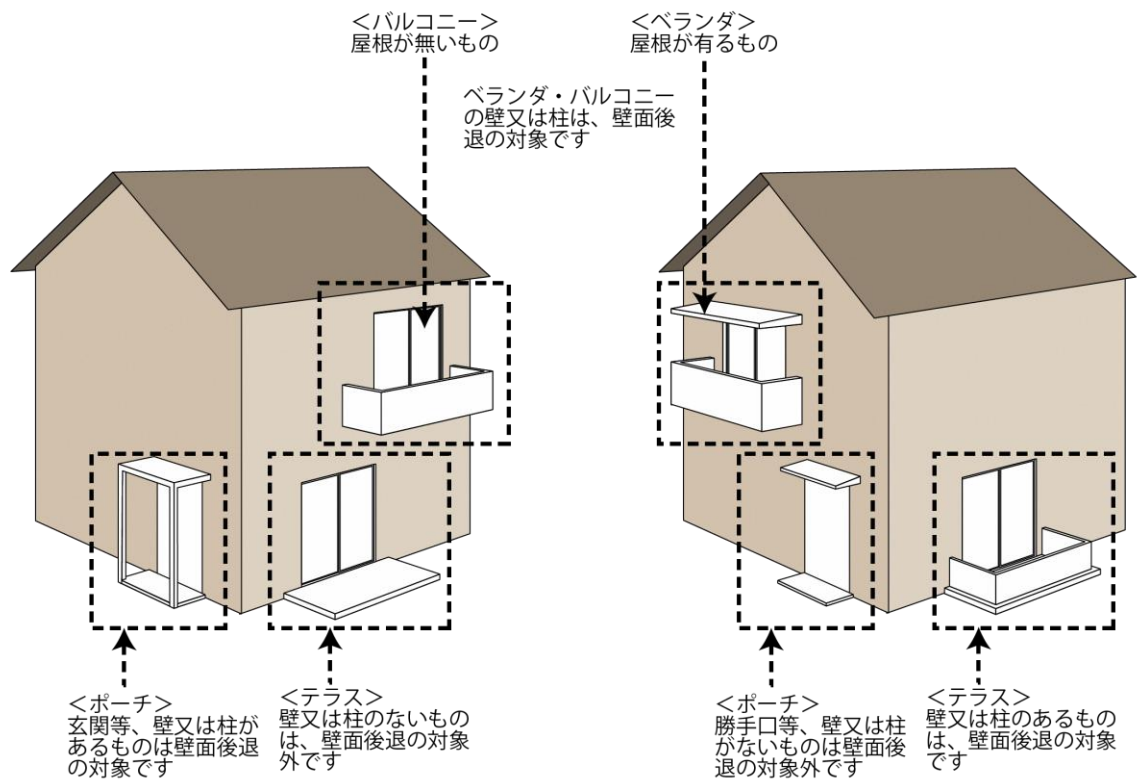 ＜バルコニー＞
屋根が無いもの
＜ベランダ＞
屋根が有るもの
ベランダ・バルコニー
の壁又は柱は、壁面後
退の対象です
＜ポーチ＞
玄関等、壁又は柱が
あるものは壁面後退
の対象です
＜テラス＞
壁又は柱のないもの
は、壁面後退の対象
外です
＜ポーチ＞
勝手口等、壁又は柱
がないものは壁面後
退の対象外です
＜テラス＞
壁又は柱のあるもの
は、壁面後退の対象
です